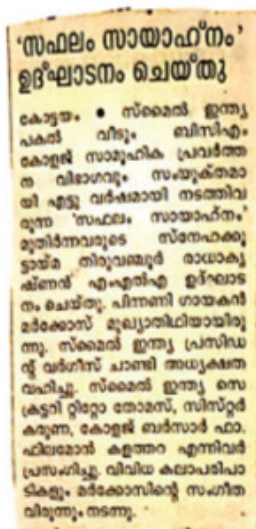 ‘സഫലം സായാഹ്നം’
ഉദ്ഘാടനം ചെയ്തു
കോട്ടയം ● സ്മൈൽ ഇന്ത്യ
പകൽ വീടും ബിസിഎം
കോളജ് സാമൂഹിക പ്രവർത്ത
ന വിഭാഗവും സംയുക്തമാ
യി എട്ടു വർഷമായി നടത്തിവ
രുന്ന ‘സഫലം സായാഹ്നം’
മുതിർന്നവരുടെ സ്നേഹക്കൂ
ട്ടായ്മ തിരുവഞ്ചൂർ രാധാകൃ
ഷ്ണൻ എംഎൽഎ ഉദ്ഘാട
നം ചെയ്തു. പിന്നണി ഗായകൻ
മർക്കോസ് മുഖ്യാതിഥിയായിരു
ന്നു. സ്മൈൽ ഇന്ത്യ പ്രസിഡ
ന്റ് വർഗീസ് ചാണ്ടി അധ്യക്ഷത
വഹിച്ചു. സ്മൈൽ ഇന്ത്യ സെ
ക്രട്ടറി റ്റിറ്റോ തോമസ്, സിസ്റ്റർ
കരുണ, കോളജ് ബർസാർ ഫാ.
ഫിലമോൻ കളത്തറ എന്നിവർ
പ്രസംഗിച്ചു. വിവിധ കലാപരിപാ
ടികളും മർക്കോസിന്റെ സംഗീത
വിരുന്നും നടന്നു.